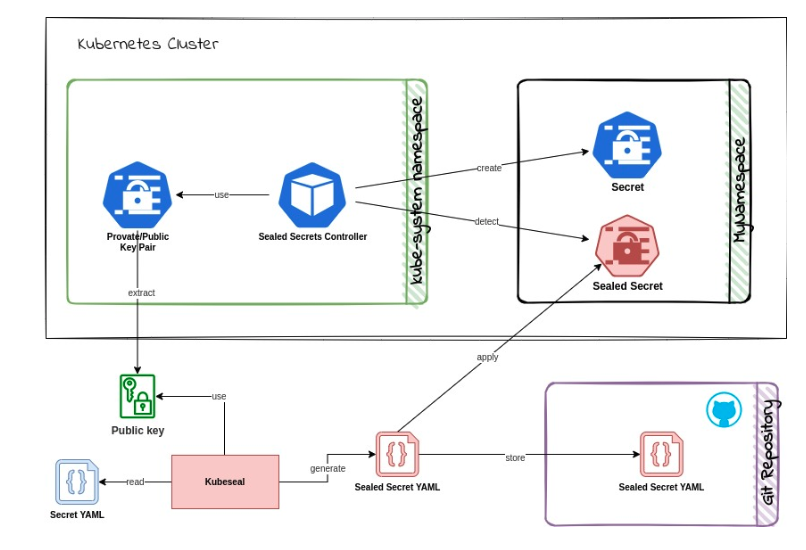 Kubernetes Cluster
kube-system namespace
MyNamespace
create
Secret
use
Provate/Public
Key Pair
Sealed Secrets Controller
detect
Sealed Secret
extract
apply
use
Public key
Git Repository
generate
store
read
Kubeseal
Sealed Secret YAML
Sealed Secret YAML
Secret YAML